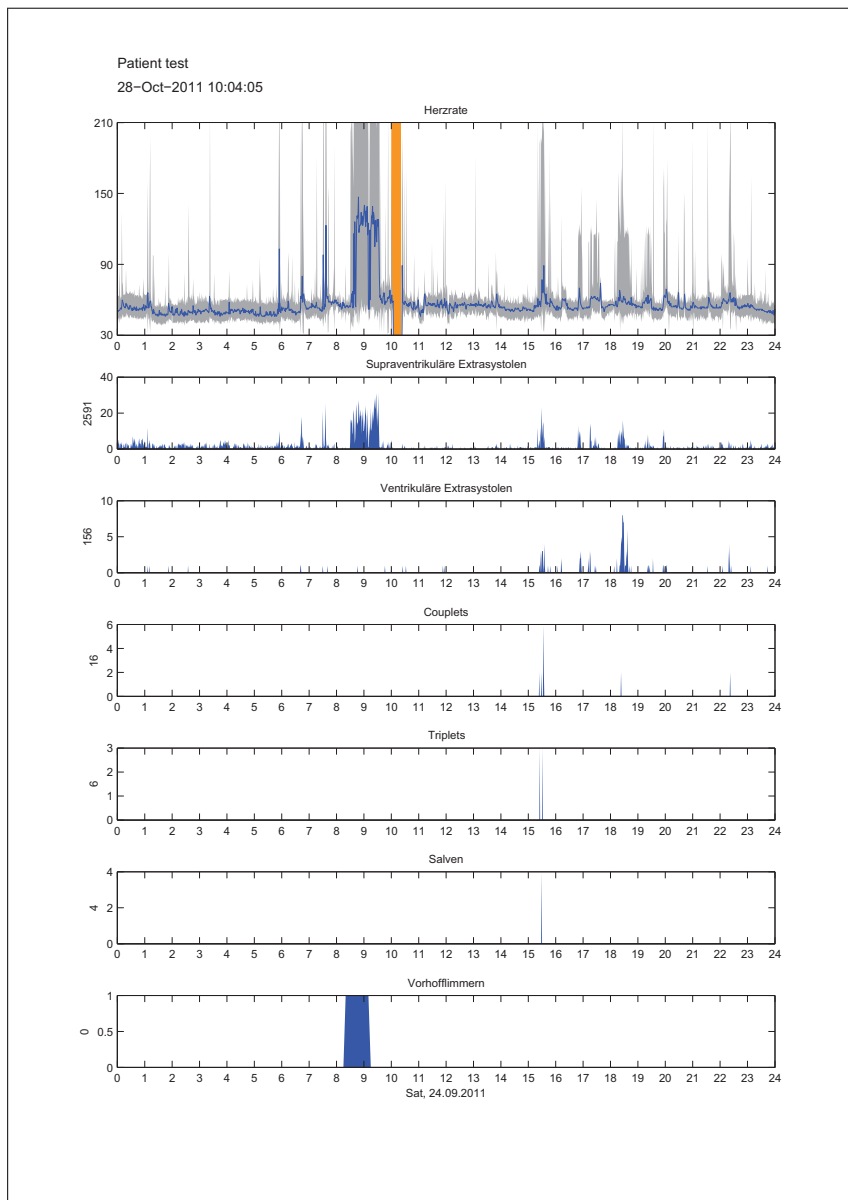 Patient test
28−Oct−2011 10:04:05
Herzrate
210
150
90
30
0 1 2 3 4 5 6 7 8 9 10 11 12 13 14 15 16 17 18 19 20 21 22 23 24
Supraventrikuläre Extrasystolen
2591
40
20
0
0 1 2 3 4 5 6 7 8 9 10 11 12 13 14 15 16 17 18 19 20 21 22 23 24
Ventrikuläre Extrasystolen
156
10
5
0
0 1 2 3 4 5 6 7 8 9 10 11 12 13 14 15 16 17 18 19 20 21 22 23 24
Couplets
16
6
4
2
0
0 1 2 3 4 5 6 7 8 9 10 11 12 13 14 15 16 17 18 19 20 21 22 23 24
Triplets
6
3
2
1
0
0 1 2 3 4 5 6 7 8 9 10 11 12 13 14 15 16 17 18 19 20 21 22 23 24
Salven
4
4
2
0
0 1 2 3 4 5 6 7 8 9 10 11 12 13 14 15 16 17 18 19 20 21 22 23 24
Vorhofflimmern
0
1
0.5
0
0 1 2 3 4 5 6 7 8 9 10 11 12 13 14 15 16 17 18 19 20 21 22 23 24
Sat, 24.09.2011